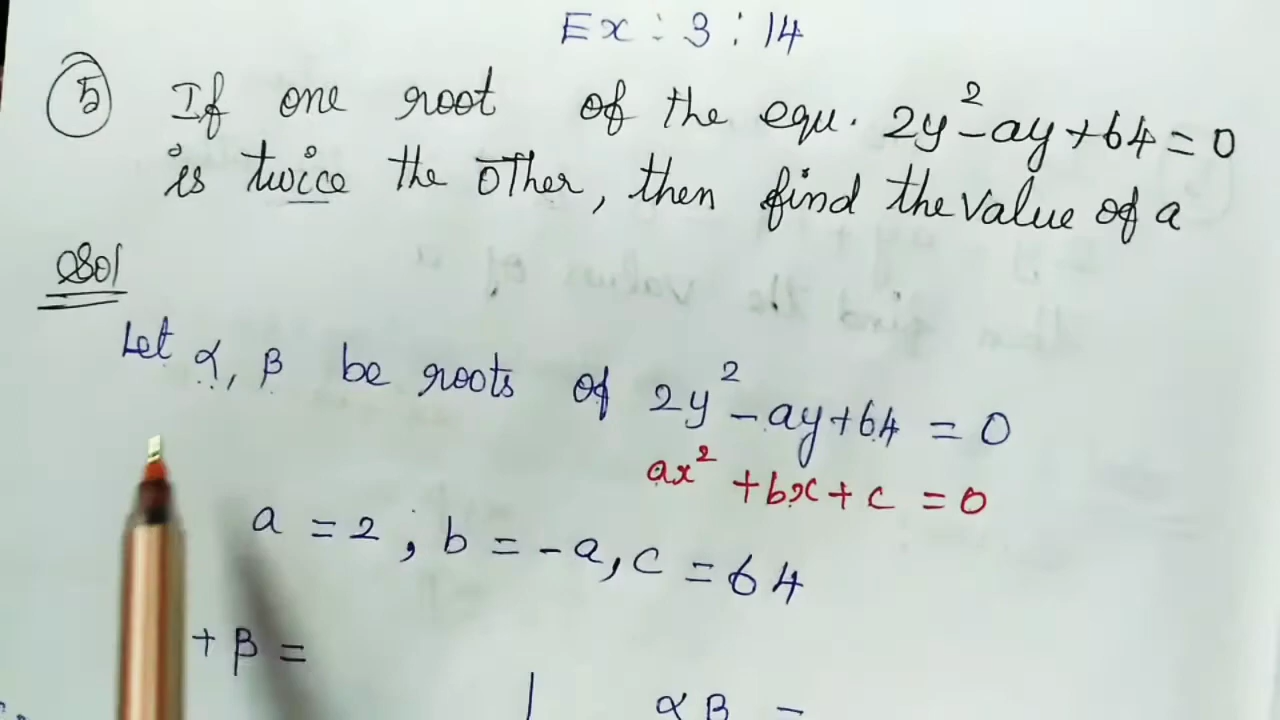 Ex : 3 : 14
5 If one root of the equ. 2y² - ay + 64 = 0
is twice the other, then find the value of a
Sol
Let α, β be roots of 2y² - ay + 64 = 0
ax² + bx + c = 0
a = 2 ; b = -a, c = 64
+ β =
αβ =